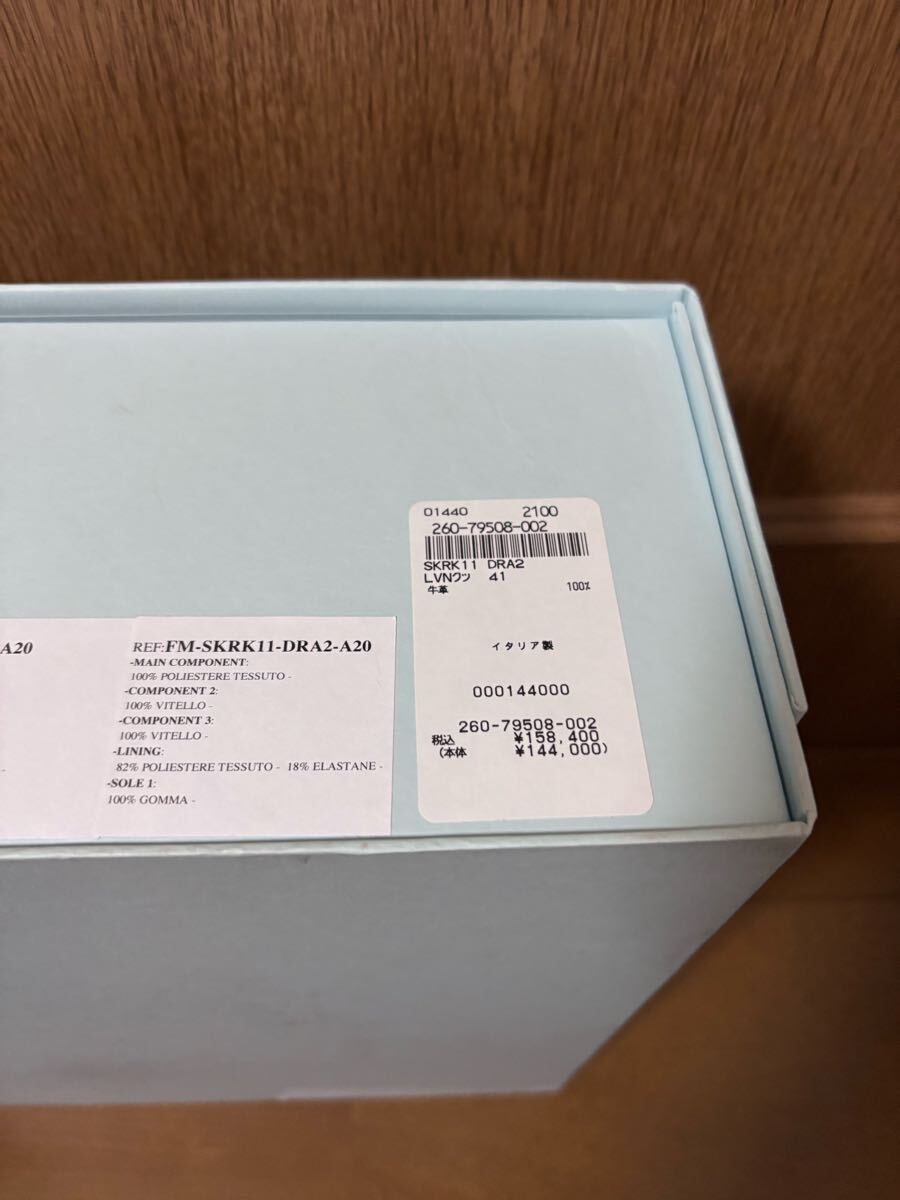 A20
-
REF:FM-SKRK11-DRA2-A20
-MAIN COMPONENT:
100% POLIESTERE TESSUTO -
-COMPONENT 2:
100% VITELLO -
-COMPONENT 3:
100% VITELLO -
-LINING:
82% POLIESTERE TESSUTO - 18% ELASTANE -
-SOLE 1:
100% GOMMA -
01440 2100
260-79508-002
SKRK11 DRA2
LVNクツ 41
牛革 100%
イタリア製
000144000
260-79508-002
税込 ¥158,400
(本体 ¥144,000)